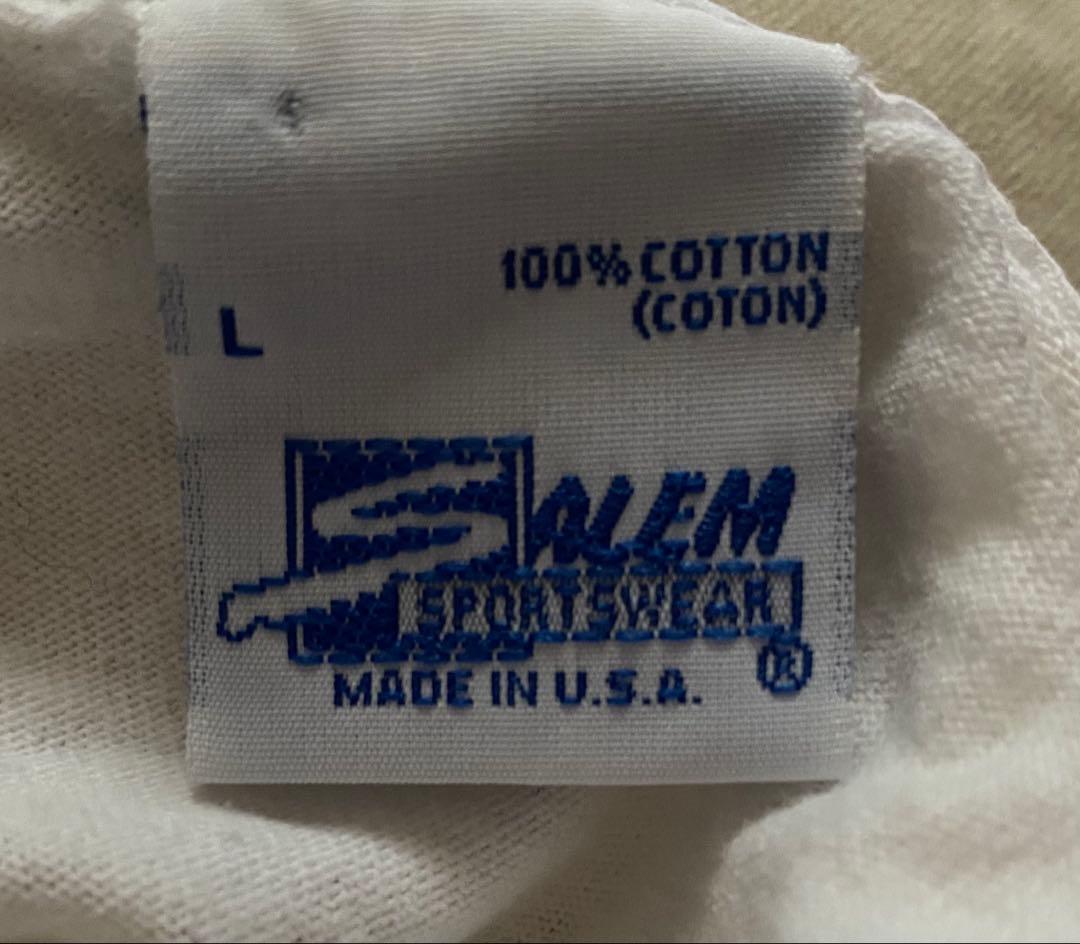 100% COTTON
(COTON)
L
SALEM
SPORTSWEAR
®
MADE IN U.S.A.